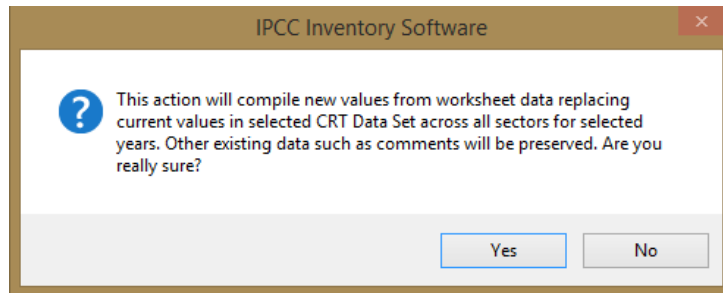 IPCC Inventory Software
This action will compile new values from worksheet data replacing
current values in selected CRT Data Set across all sectors for selected
years. Other existing data such as comments will be preserved. Are you
really sure?
Yes No